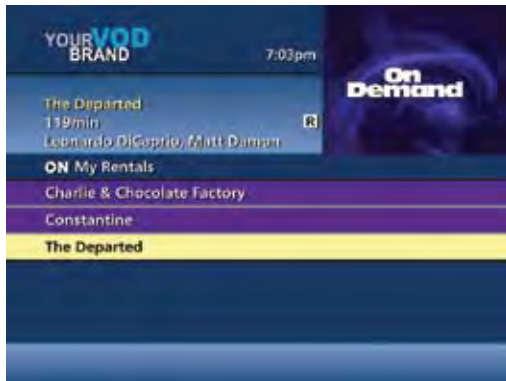 YOUR VOD
BRAND
7:03pm
On
Demand
The Departed
119min
R
Leonardo DiCaprio, Matt Damon
ON My Rentals
Charlie & Chocolate Factory
Constantine
The Departed